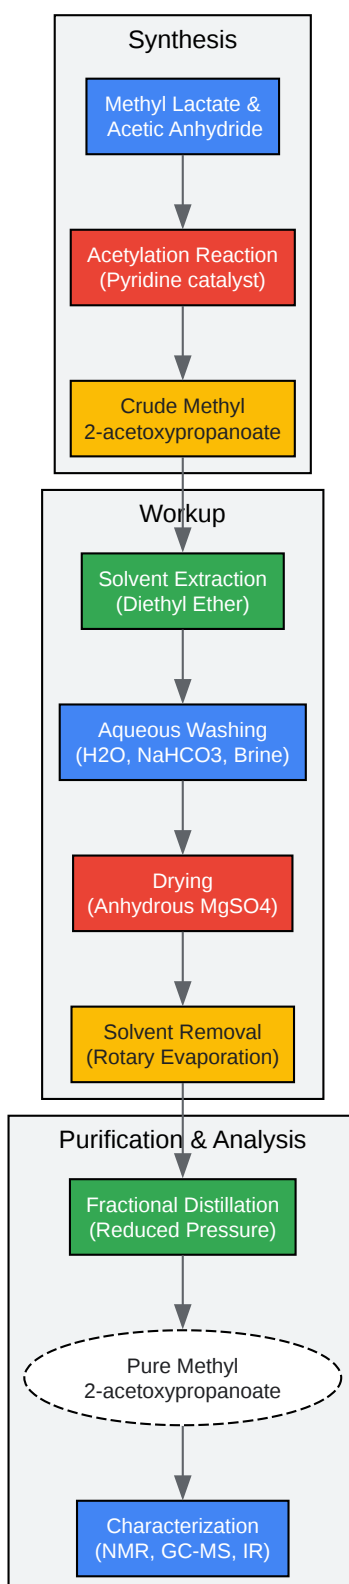 Synthesis
Methyl Lactate &
Acetic Anhydride
Acetylation Reaction
(Pyridine catalyst)
Crude Methyl
2-acetoxypropanoate
Workup
Solvent Extraction
(Diethyl Ether)
Aqueous Washing
(H2O, NaHCO3, Brine)
Drying
(Anhydrous MgSO4)
Solvent Removal
(Rotary Evaporation)
Purification & Analysis
Fractional Distillation
(Reduced Pressure)
Pure Methyl
2-acetoxypropanoate
Characterization
(NMR, GC-MS, IR)